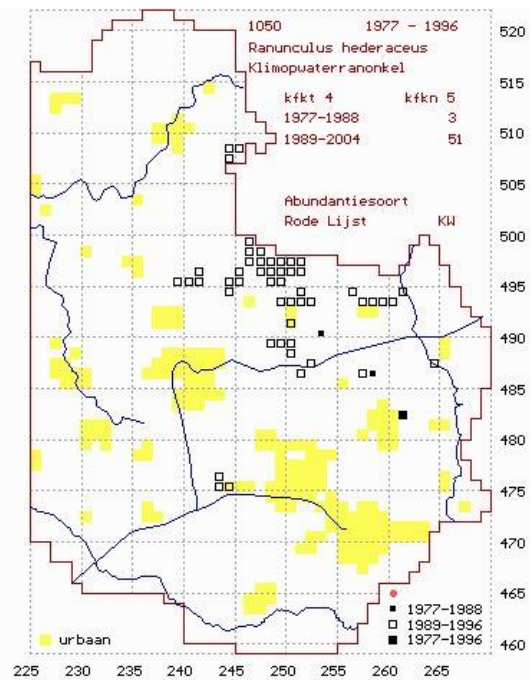 1050 1977 - 1996
Ranunculus hederaceus
Klimopwaterranonkel
kfkt 4 kfkn 5
1977-1988 3
1989-2004 51
Abundantiesoort
Rode Lijst KW
520
515
510
505
500
495
490
485
480
475
470
465
460
1977-1988
1989-1996
1977-1996
urbaan
225 230 235 240 245 250 255 260 265